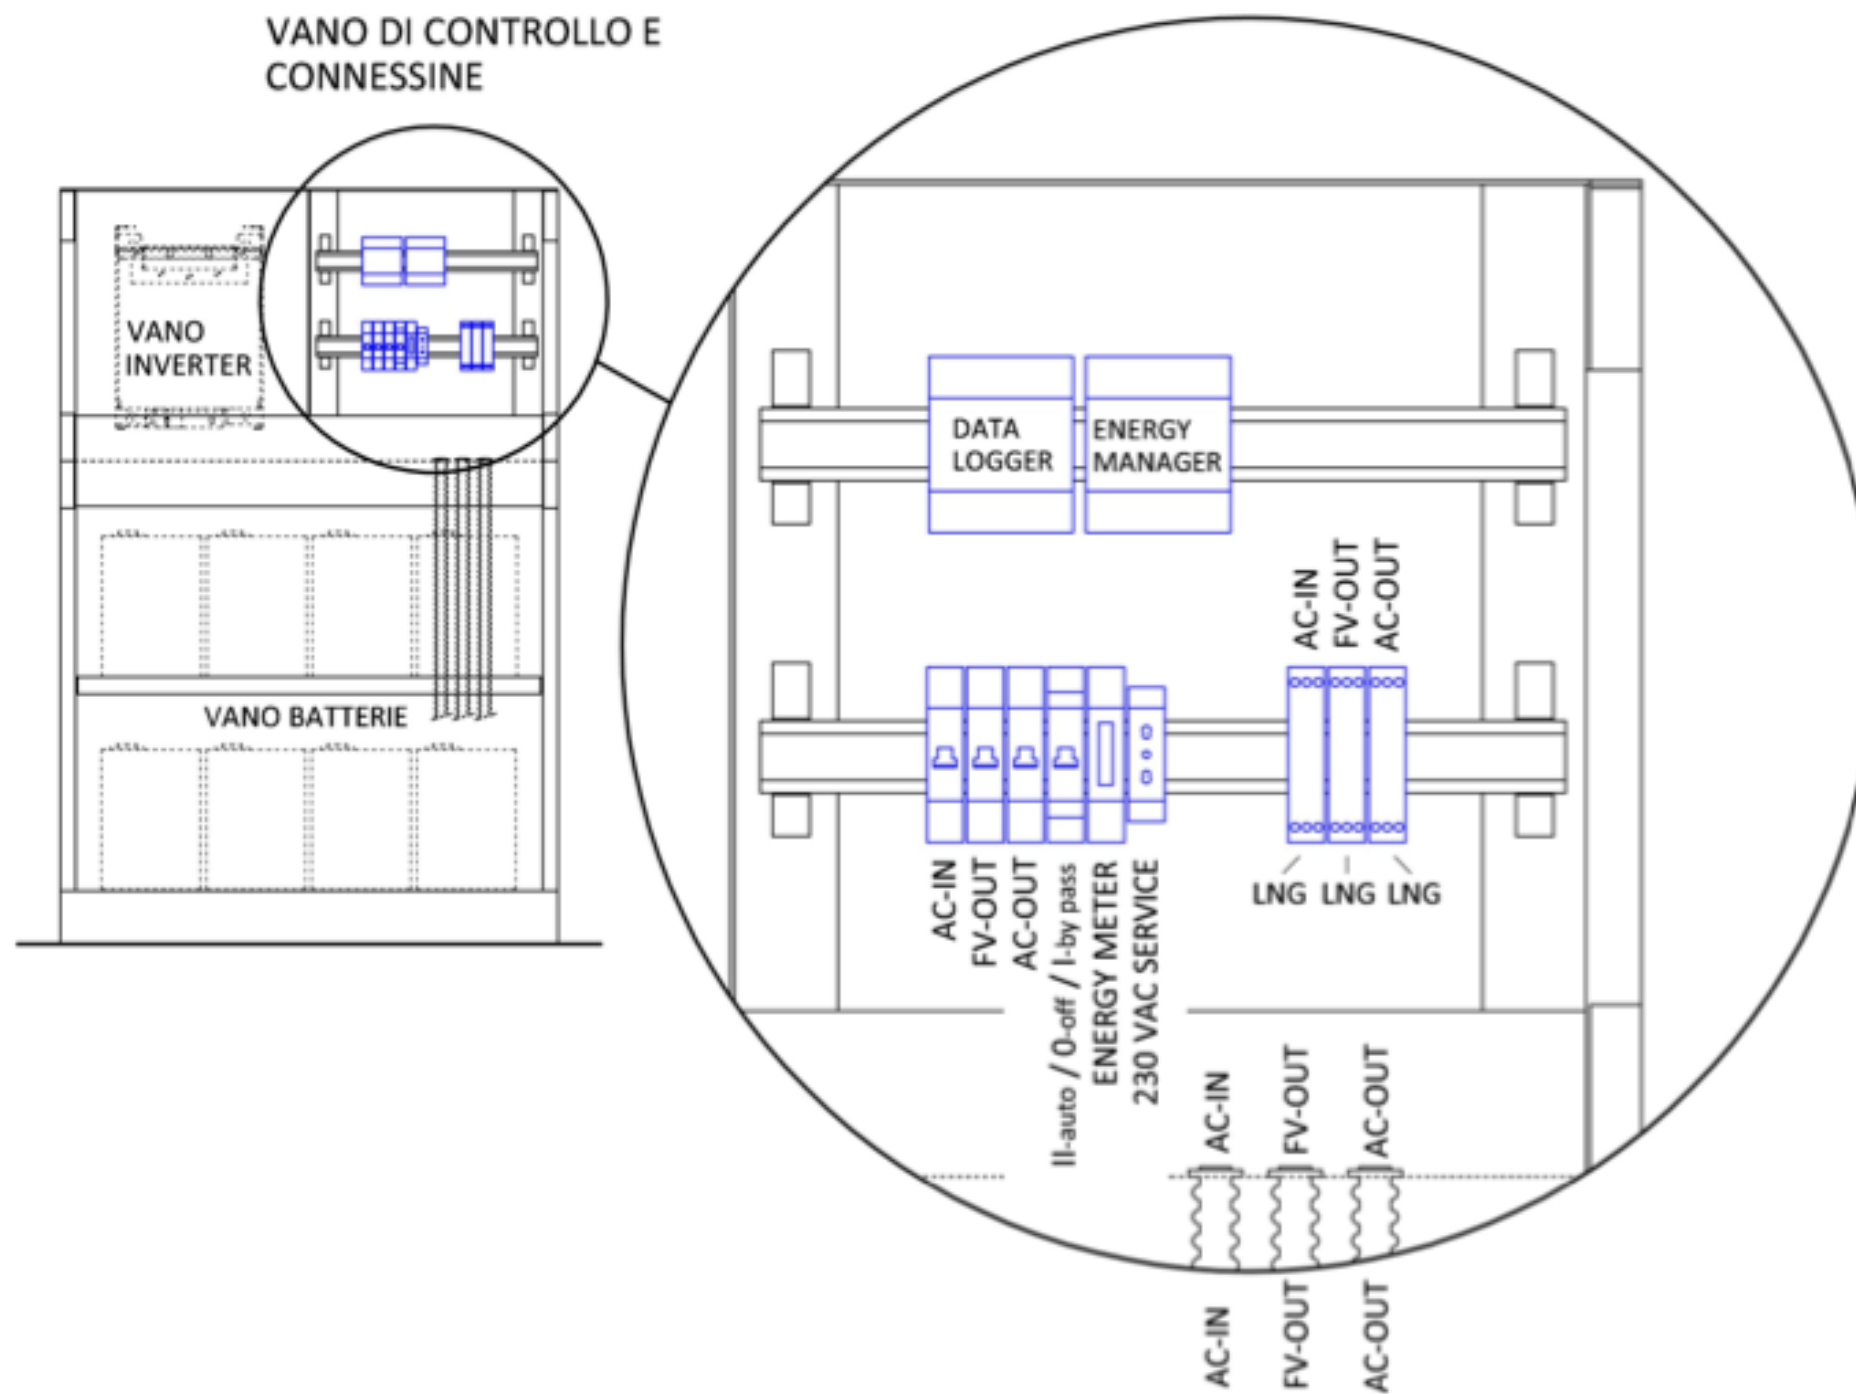 VANO DI CONTROLLO E
CONNESSINE
VANO
INVERTER
VANO BATTERIE
DATA
LOGGER
ENERGY
MANAGER
AC-IN
FV-OUT
AC-OUT
LNG
LNG
LNG
AC-IN
FV-OUT
AC-OUT
II-auto / 0-off / I-by pass
ENERGY METER
230 VAC SERVICE
AC-IN
FV-OUT
AC-OUT
AC-IN
FV-OUT
AC-OUT